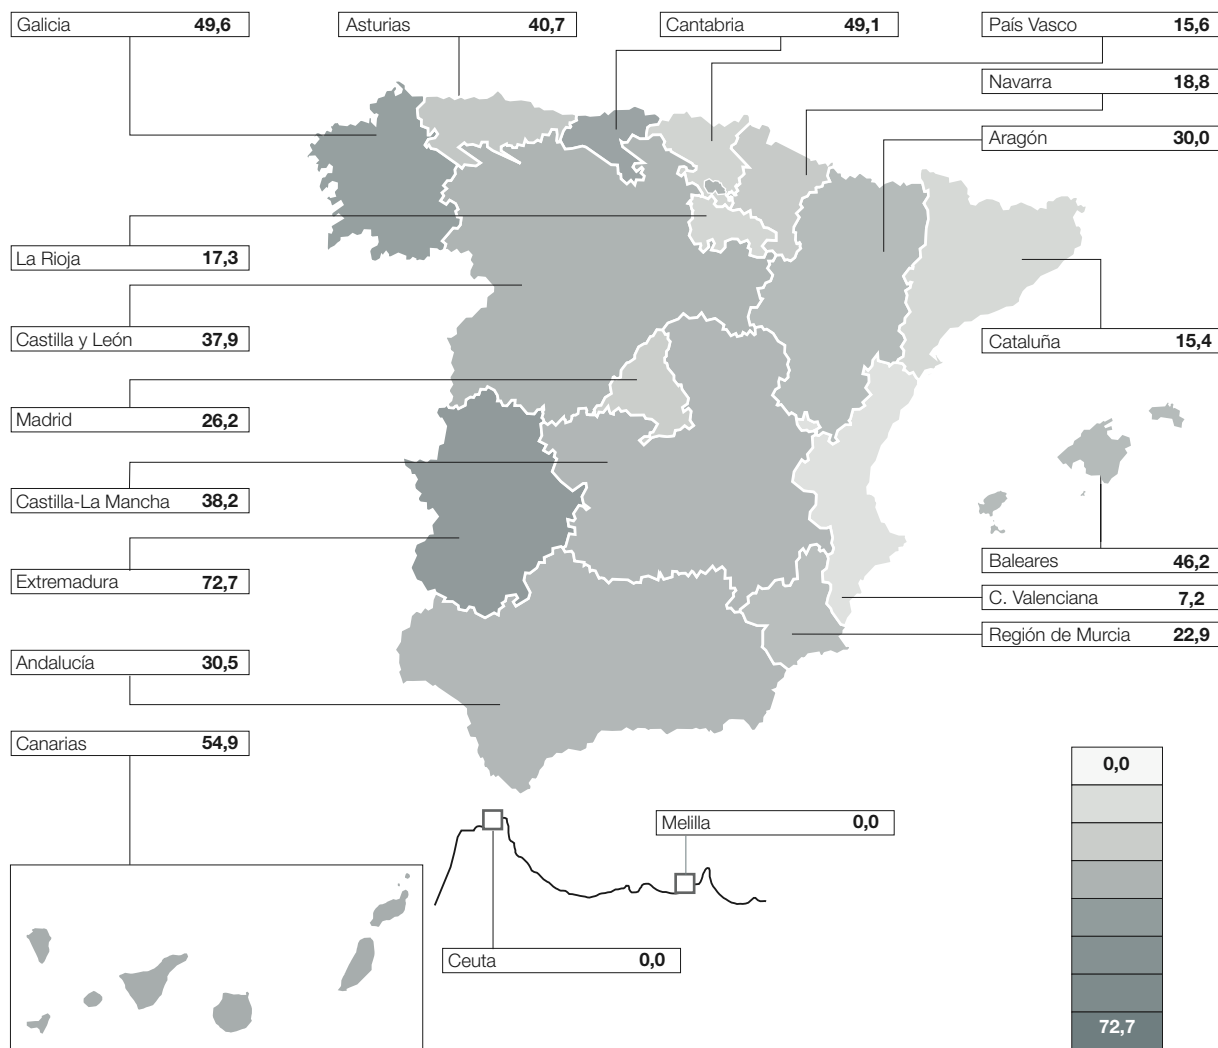 Galicia 49,6
Asturias 40,7
Cantabria 49,1
País Vasco 15,6
Navarra 18,8
Aragón 30,0
La Rioja 17,3
Castilla y León 37,9
Cataluña 15,4
Madrid 26,2
Castilla-La Mancha 38,2
Extremadura 72,7
Baleares 46,2
C. Valenciana 7,2
Región de Murcia 22,9
Andalucía 30,5
Canarias 54,9
0,0
Melilla 0,0
Ceuta 0,0
72,7